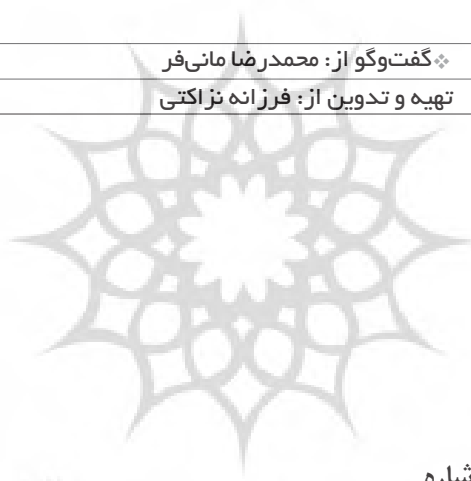 ❖گفت‌وگو از: محمدرضا مانی‌فر
تهیه و تدوین از: فرزانه نزاکتی